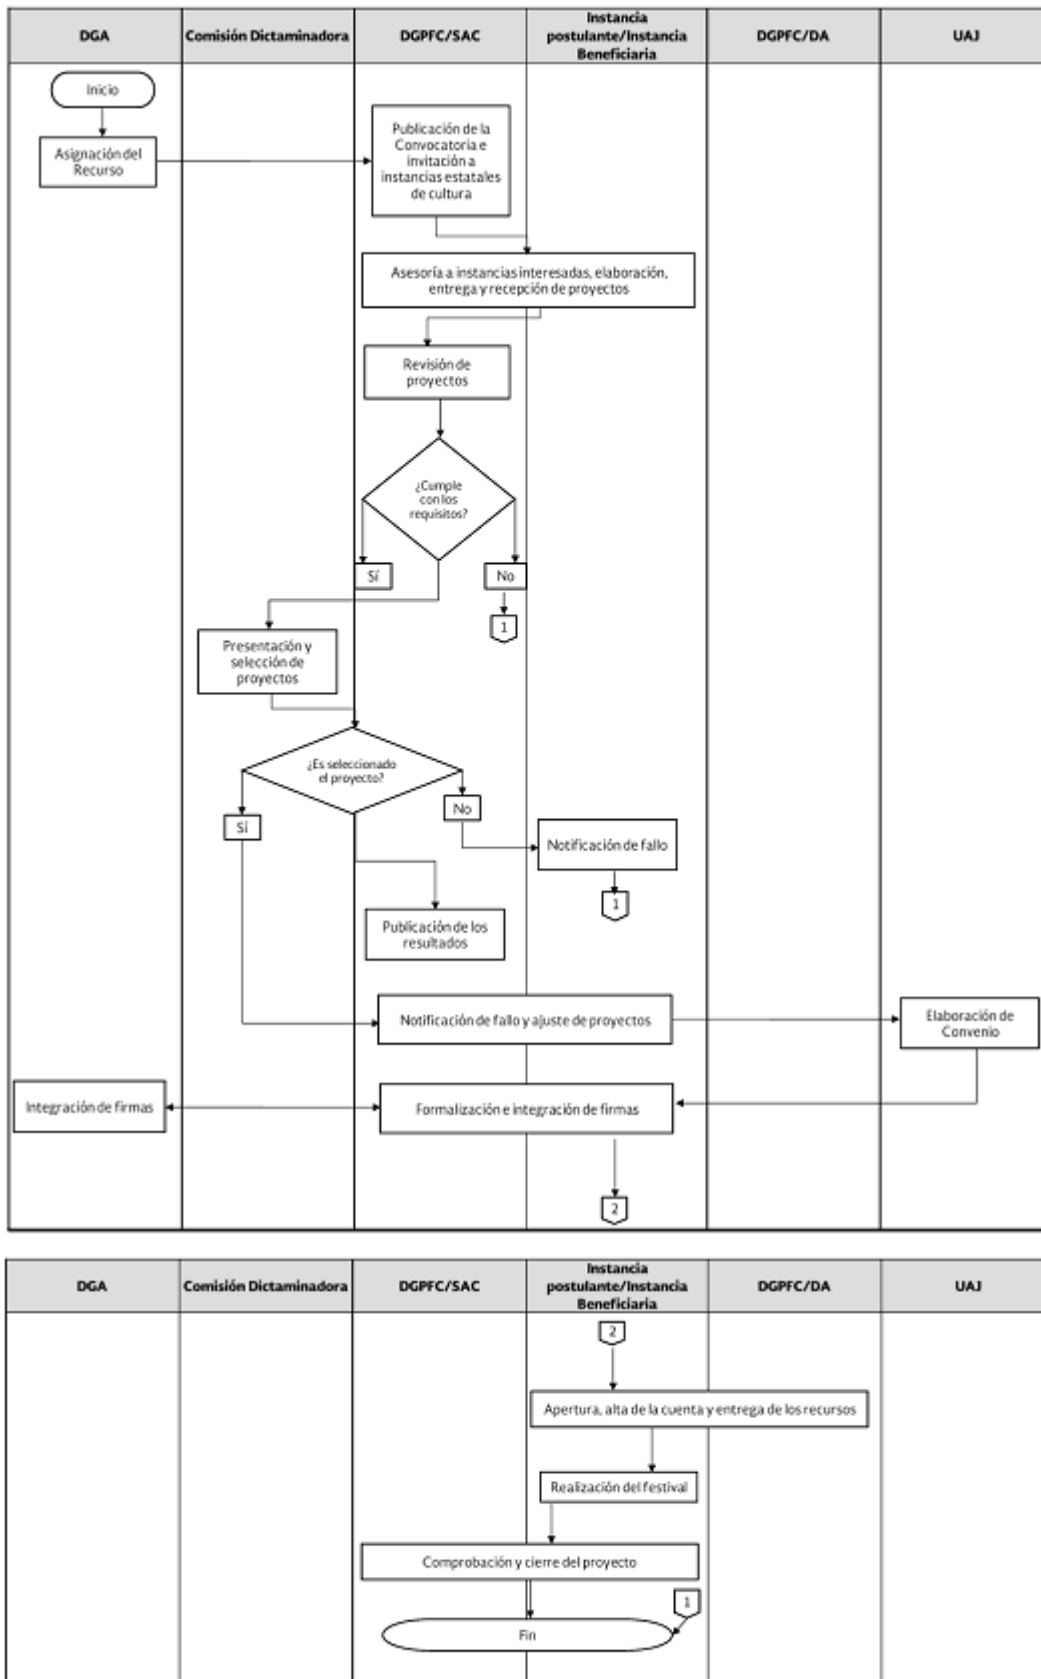 DGA
Comisión Dictaminadora
DGPFC/SAC
Instancia
postulante/Instancia
Beneficiaria
DGPFC/DA
UAJ
Inicio
Asignación del
Recurso
Publicación de la
Convocatoria e
invitación a
instancias estatales
de cultura
Asesoría a instancias interesadas, elaboración,
entrega y recepción de proyectos
Revisión de
proyectos
¿Cumple
con los
requisitos?
Sí
No
1
Presentación y
selección de
proyectos
¿Es seleccionado
el proyecto?
No
Sí
Notificación de fallo
1
Publicación de los
resultados
Notificación de fallo y ajuste de proyectos
Elaboración de
Convenio
Integración de firmas
Formalización e integración de firmas
2
DGA
Comisión Dictaminadora
DGPFC/SAC
Instancia
postulante/Instancia
Beneficiaria
DGPFC/DA
UAJ
2
Apertura, alta de la cuenta y entrega de los recursos
Realización del festival
Comprobación y cierre del proyecto
1
Fin